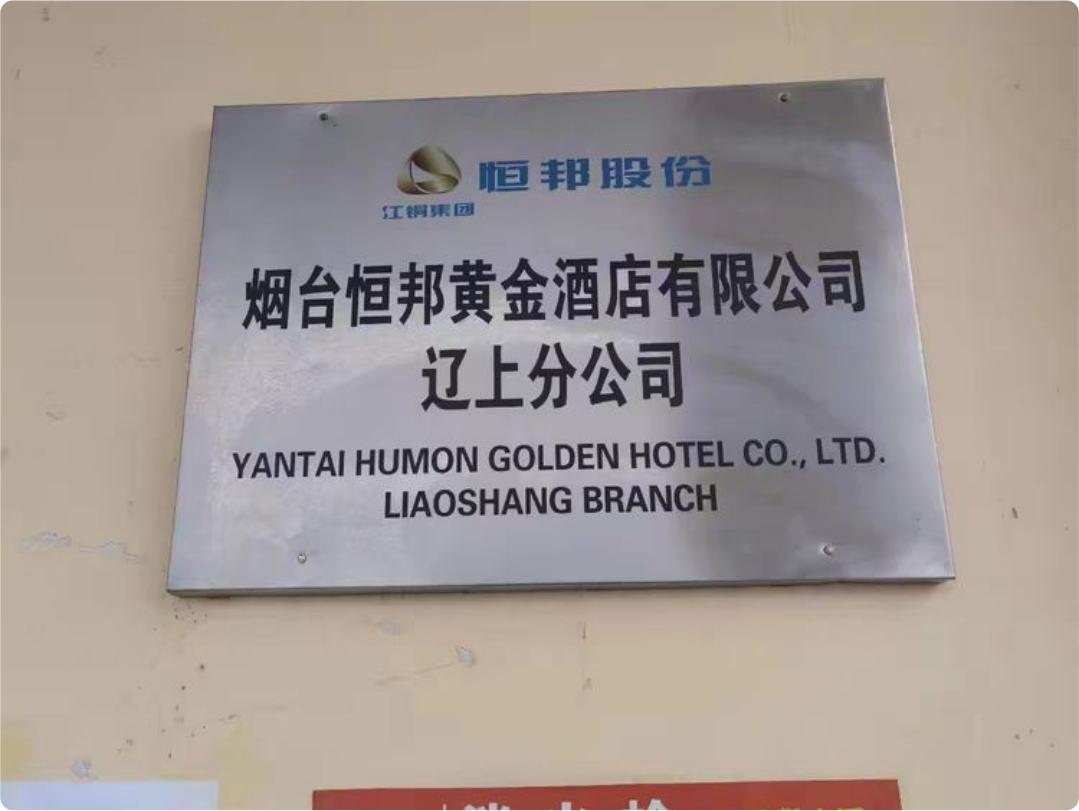 恒邦股份
江铜集团
烟台恒邦黄金酒店有限公司
辽上分公司
YANTAI HUMON GOLDEN HOTEL CO., LTD.
LIAOSHANG BRANCH